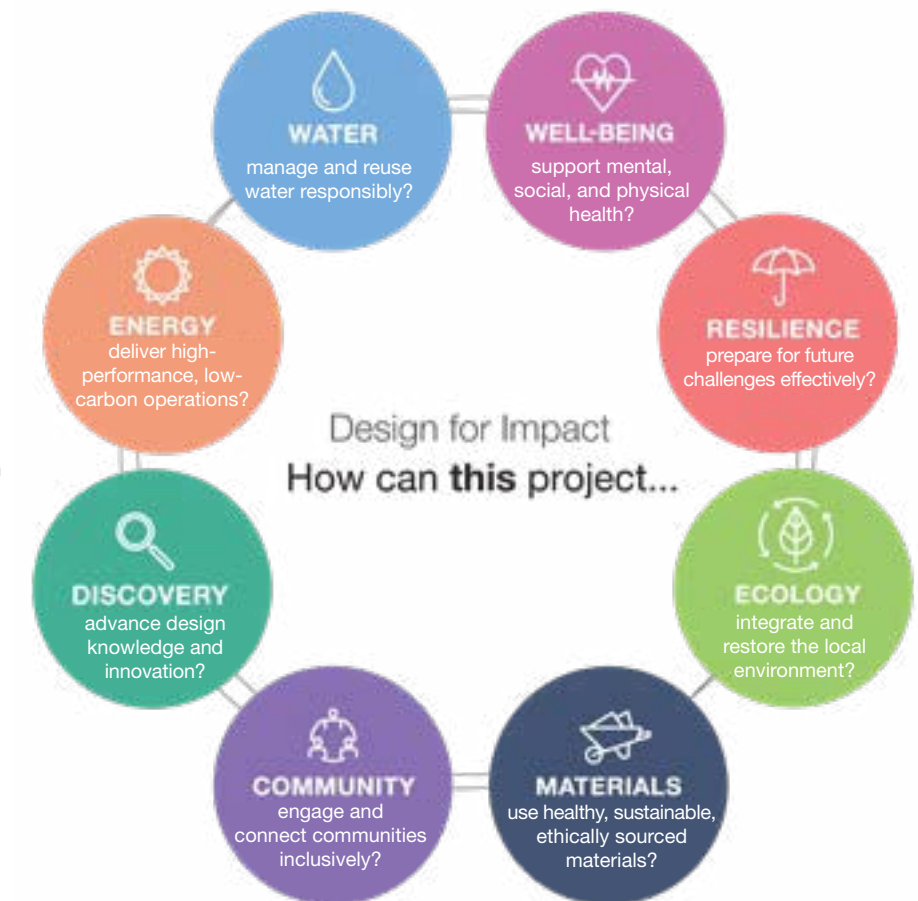 WATER
manage and reuse
water responsibly?
WELL-BEING
support mental,
social, and physical
health?
ENERGY
deliver high-
performance, low-
carbon operations?
RESILIENCE
prepare for future
challenges effectively?
Design for Impact
How can this project...
DISCOVERY
advance design
knowledge and
innovation?
ECOLOGY
integrate and
restore the local
environment?
COMMUNITY
engage and
connect communities
inclusively?
MATERIALS
use healthy, sustainable,
ethically sourced
materials?